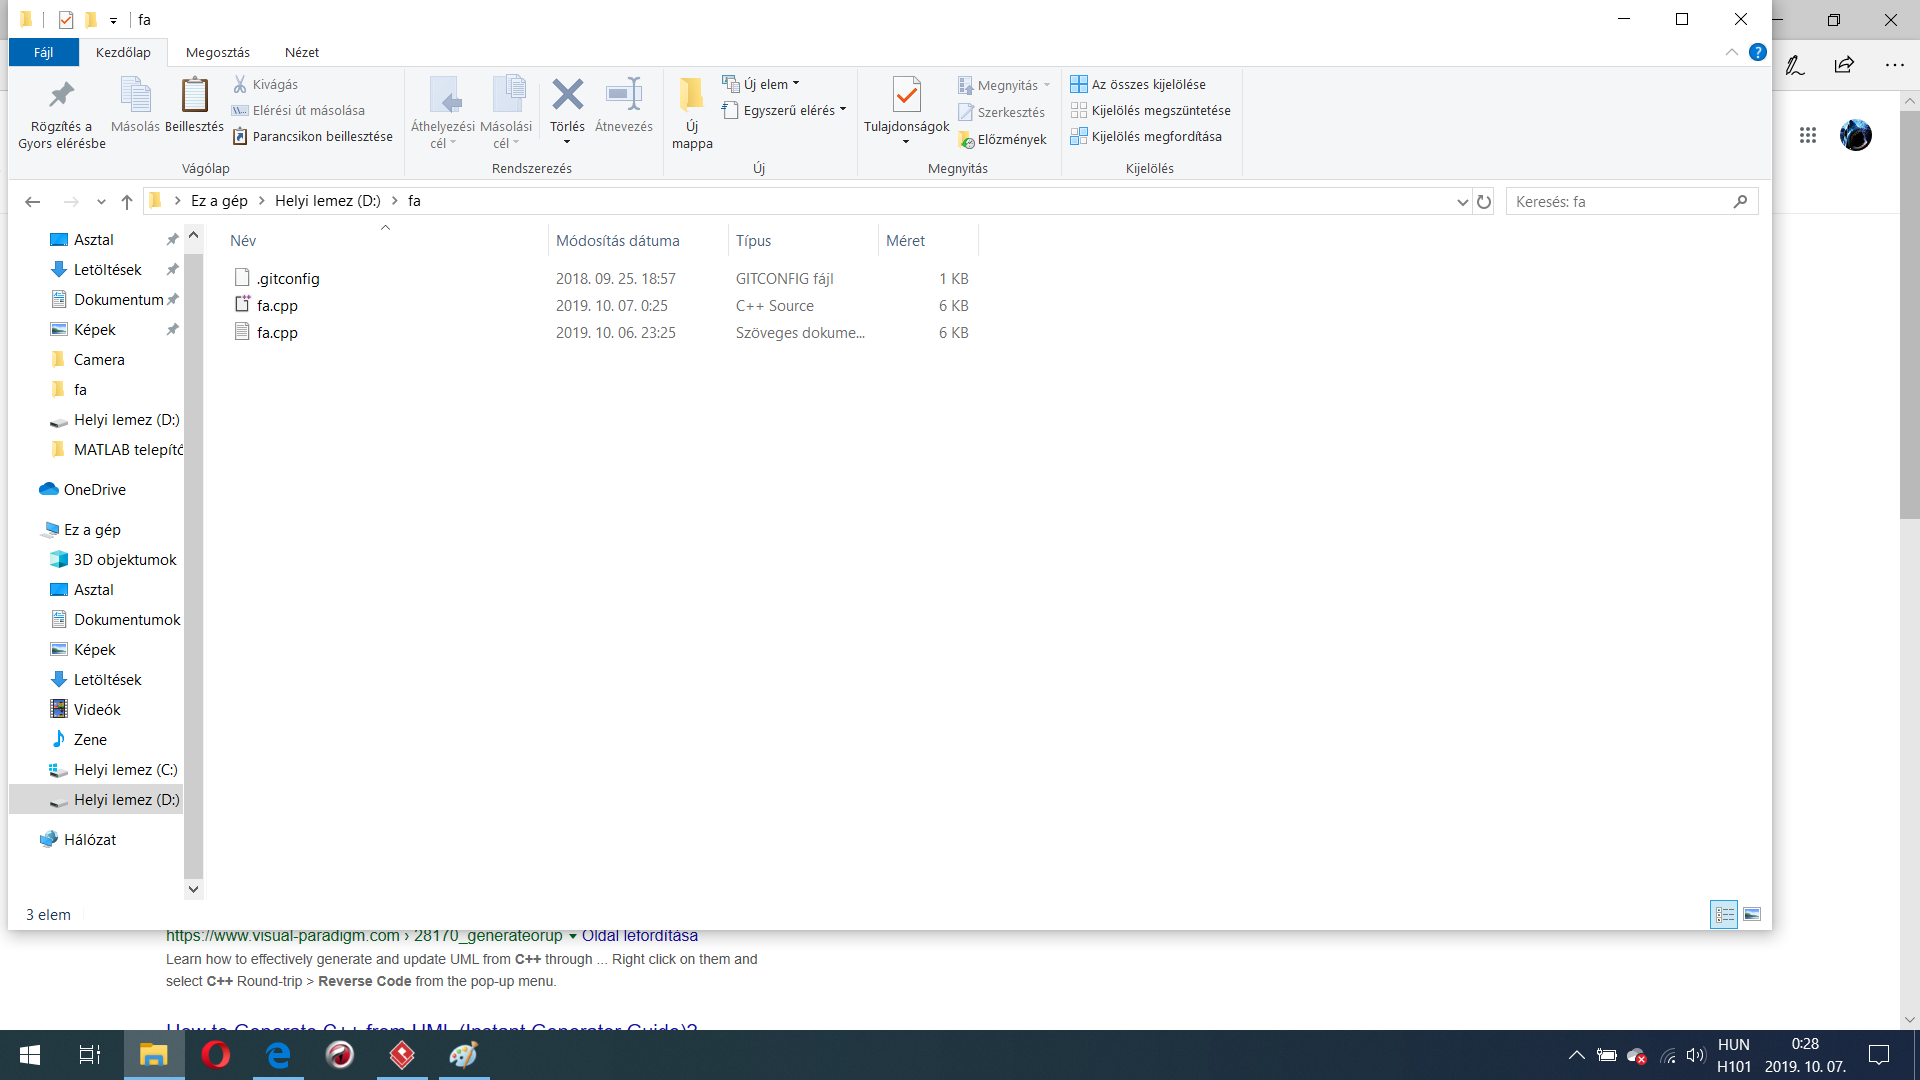 fa
Fájl
Kezdőlap
Megosztás
Nézet
Rögzítés a
Gyors elérésbe
Másolás
Beillesztés
Kivágás
Elérési út másolása
Parancsikon beillesztése
Vágólap
Áthelyezési
cél
Másolási
cél
Törlés
Átnevezés
Rendszerezés
Új
mappa
Új elem
Egyszerű elérés
Új
Tulajdonságok
Megnyitás
Szerkesztés
Előzmények
Megnyitás
Az összes kijelölése
Kijelölés megszüntetése
Kijelölés megfordítása
Kijelölés
Ez a gép > Helyi lemez (D:) > fa
Keresés: fa
Asztal
Letöltések
Dokumentum
Képek
Camera
fa
Helyi lemez (D:)
MATLAB telepítő
OneDrive
Ez a gép
3D objektumok
Asztal
Dokumentumok
Képek
Letöltések
Videók
Zene
Helyi lemez (C:)
Helyi lemez (D:)
Hálózat
Név Módosítás dátuma Típus Méret
.gitconfig 2018. 09. 25. 18:57 GITCONFIG fájl 1 KB
fa.cpp 2019. 10. 07. 0:25 C++ Source 6 KB
fa.cpp 2019. 10. 06. 23:25 Szöveges dokume... 6 KB
3 elem
https://www.visual-paradigm.com › 28170_generateorup ▾ Oldal lefordítása
Learn how to effectively generate and update UML from C++ through ... Right click on them and
select C++ Round-trip > Reverse Code from the pop-up menu.
How to Generate C++ from UML (Instant Generator Guide)?
HUN
H101
0:28
2019. 10. 07.